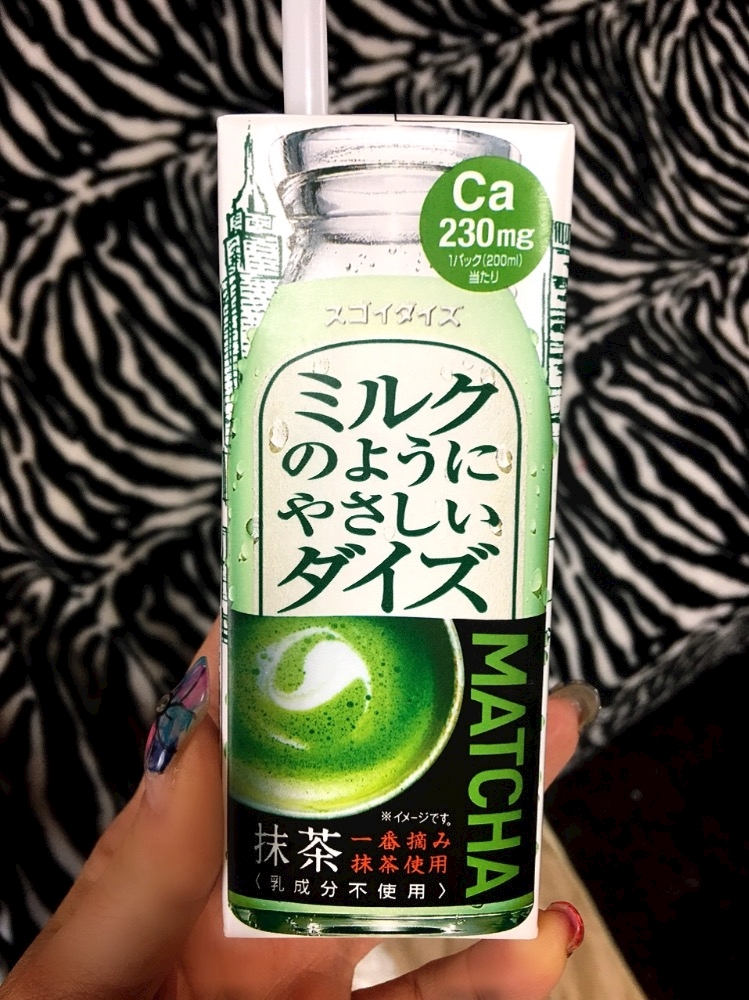 Ca
230mg
1パック(200ml)
当たり
スゴイダイズ
ミルク
のように
やさしい
ダイズ
MATCHA
※イメージです。
抹茶
一番摘み
抹茶使用
〈乳成分不使用〉